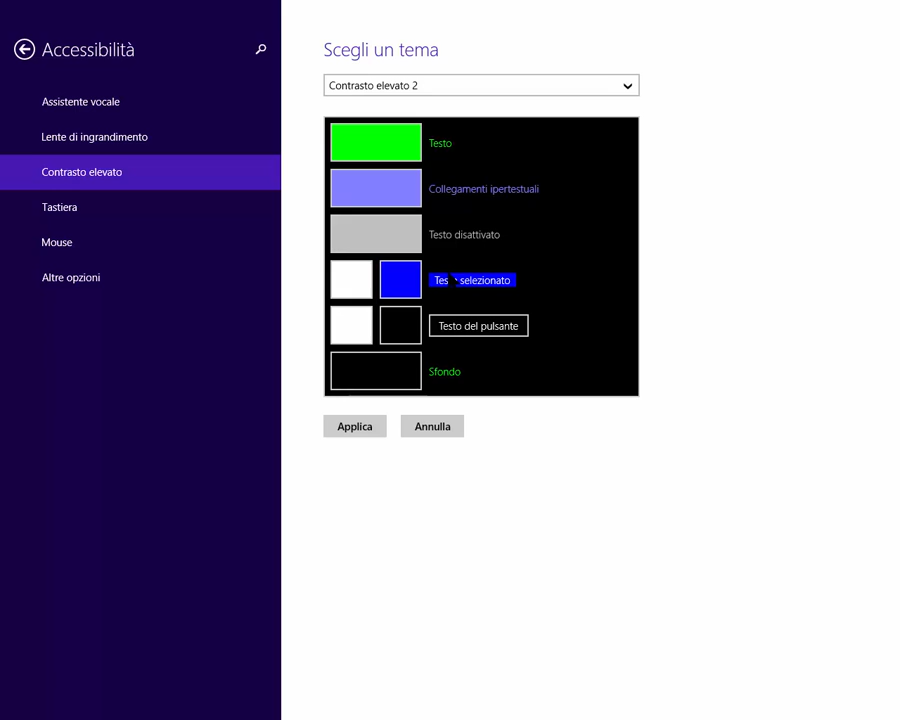 Accessibilità
Assistente vocale
Lente di ingrandimento
Contrasto elevato
Tastiera
Mouse
Altre opzioni
Scegli un tema
Contrasto elevato 2
Testo
Collegamenti ipertestuali
Testo disattivato
Testo selezionato
Testo del pulsante
Sfondo
Applica
Annulla